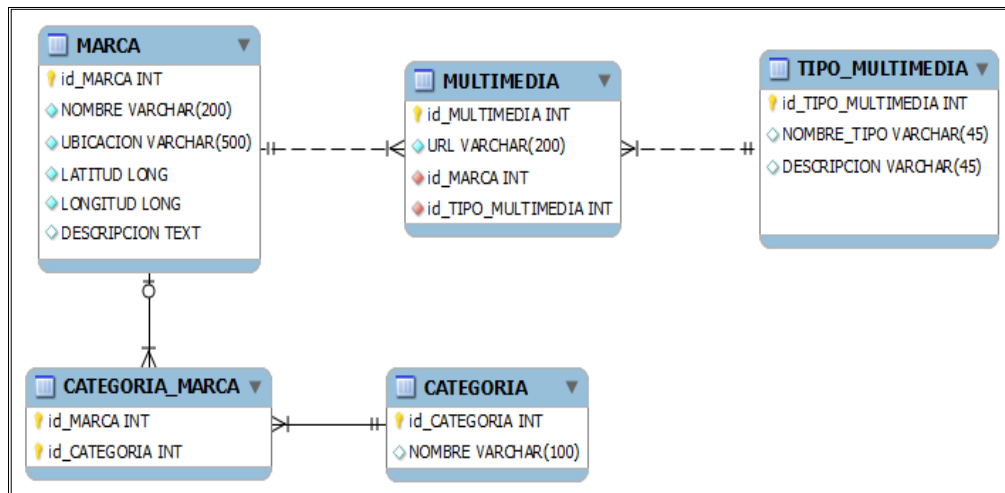 MARCA
id_MARCA INT
NOMBRE VARCHAR(200)
UBICACION VARCHAR(500)
LATITUD LONG
LONGITUD LONG
DESCRIPCION TEXT
MULTIMEDIA
id_MULTIMEDIA INT
URL VARCHAR(200)
id_MARCA INT
id_TIPO_MULTIMEDIA INT
TIPO_MULTIMEDIA
id_TIPO_MULTIMEDIA INT
NOMBRE_TIPO VARCHAR(45)
DESCRIPCION VARCHAR(45)
CATEGORIA_MARCA
id_MARCA INT
id_CATEGORIA INT
CATEGORIA
id_CATEGORIA INT
NOMBRE VARCHAR(100)